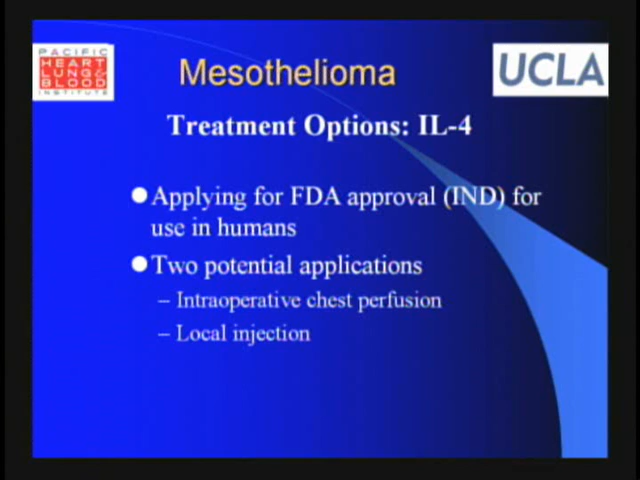 PACIFIC
HEART
LUNG &
BLOOD
INSTITUTE
Mesothelioma
UCLA
Treatment Options: IL-4
Applying for FDA approval (IND) for
use in humans
Two potential applications
– Intraoperative chest perfusion
– Local injection